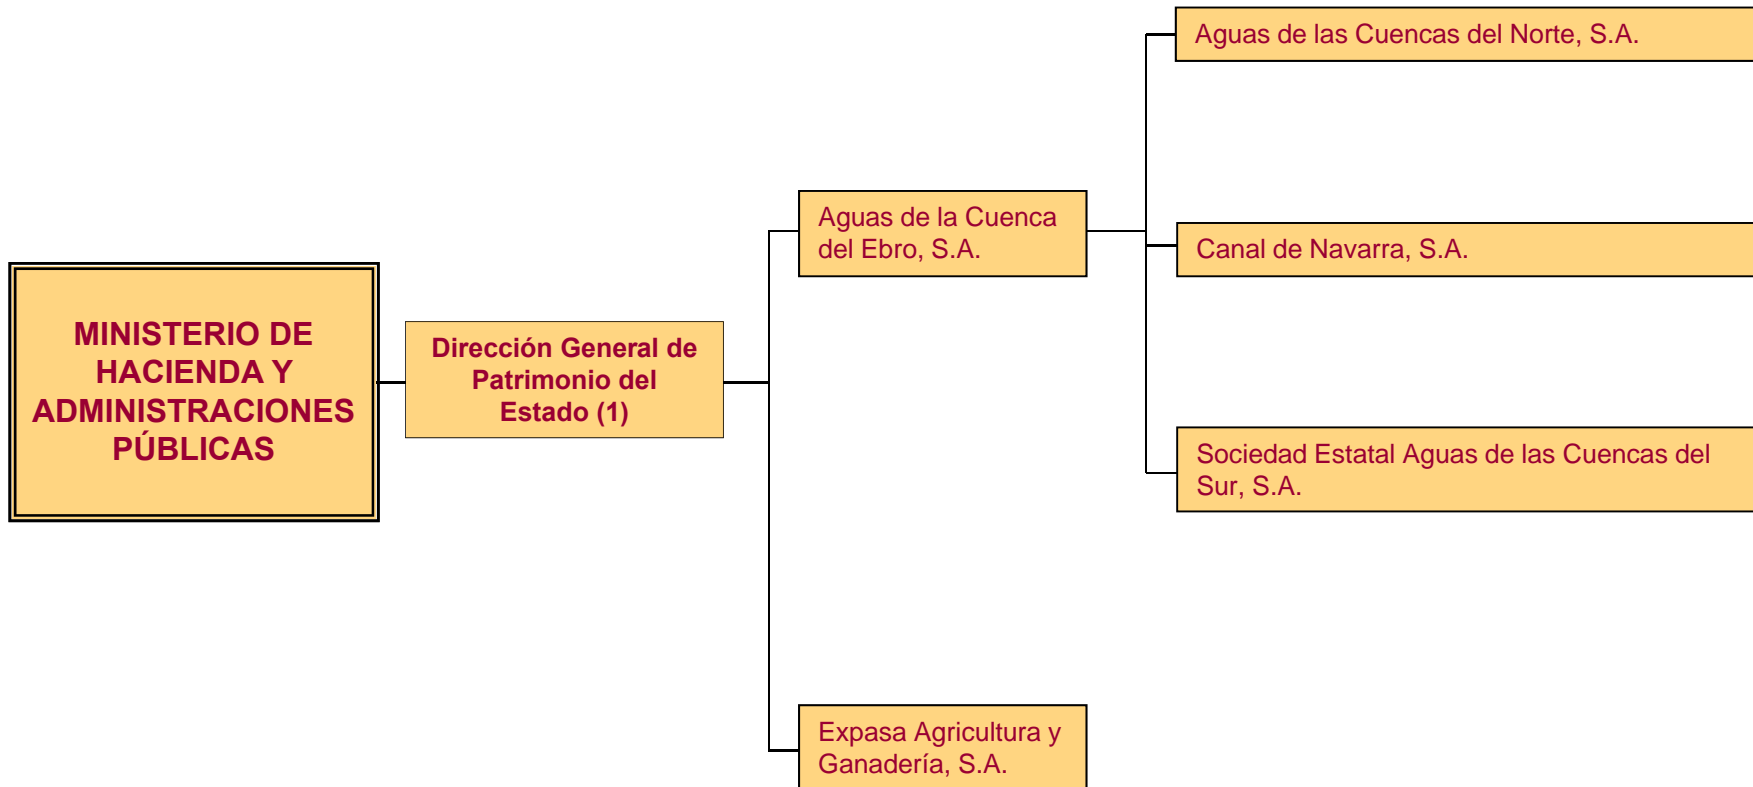 MINISTERIO DE
HACIENDA Y
ADMINISTRACIONES
PÚBLICAS
Dirección General de
Patrimonio del
Estado (1)
Aguas de la Cuenca
del Ebro, S.A.
Expasa Agricultura y
Ganadería, S.A.
Aguas de las Cuencas del Norte, S.A.
Canal de Navarra, S.A.
Sociedad Estatal Aguas de las Cuencas del
Sur, S.A.